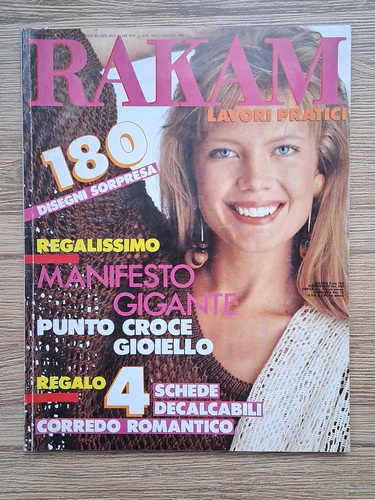 RAKAM
LAVORI PRATICI
180
DISEGNI SORPRESA
REGALISSIMO
MANIFESTO
GIGANTE
PUNTO CROCE
GIOIELLO
REGALO 4 SCHEDE
DECALCABILI
CORREDO ROMANTICO